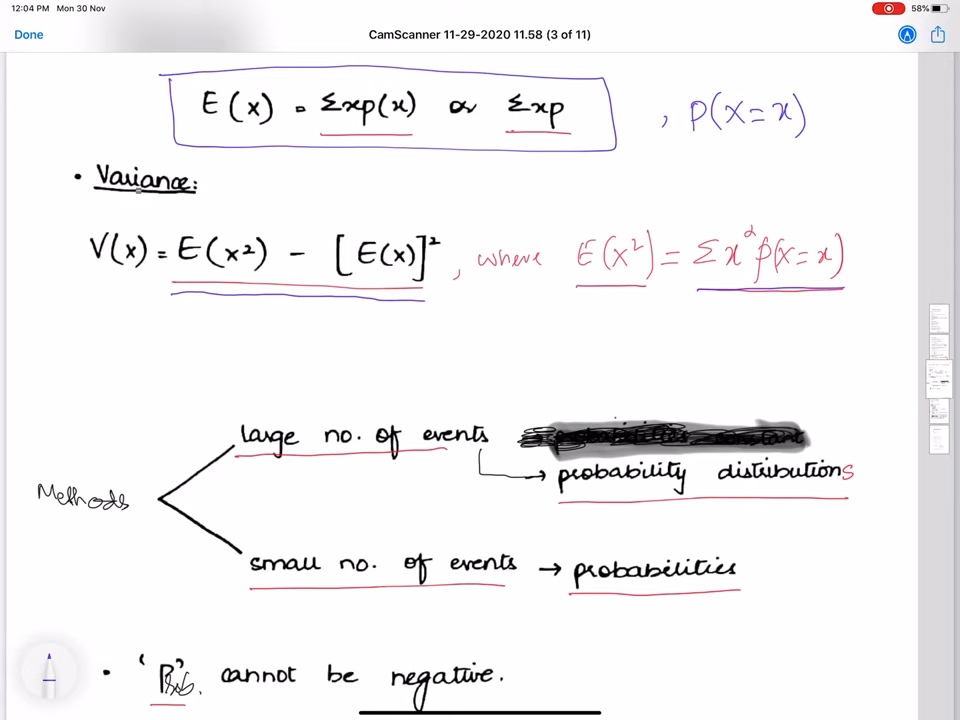 12:04 PM Mon 30 Nov
58%
Done
CamScanner 11-29-2020 11.58 (3 of 11)
E(x) = Σxp(x) or Σxp , P(X=x)
• Variance:
V(x) = E(x²) - [E(x)]² , where E(x²) = Σx²p(X=x)
large no. of events
→ probability distributions
Methods
small no. of events → probabilities
• "Prob." cannot be negative.